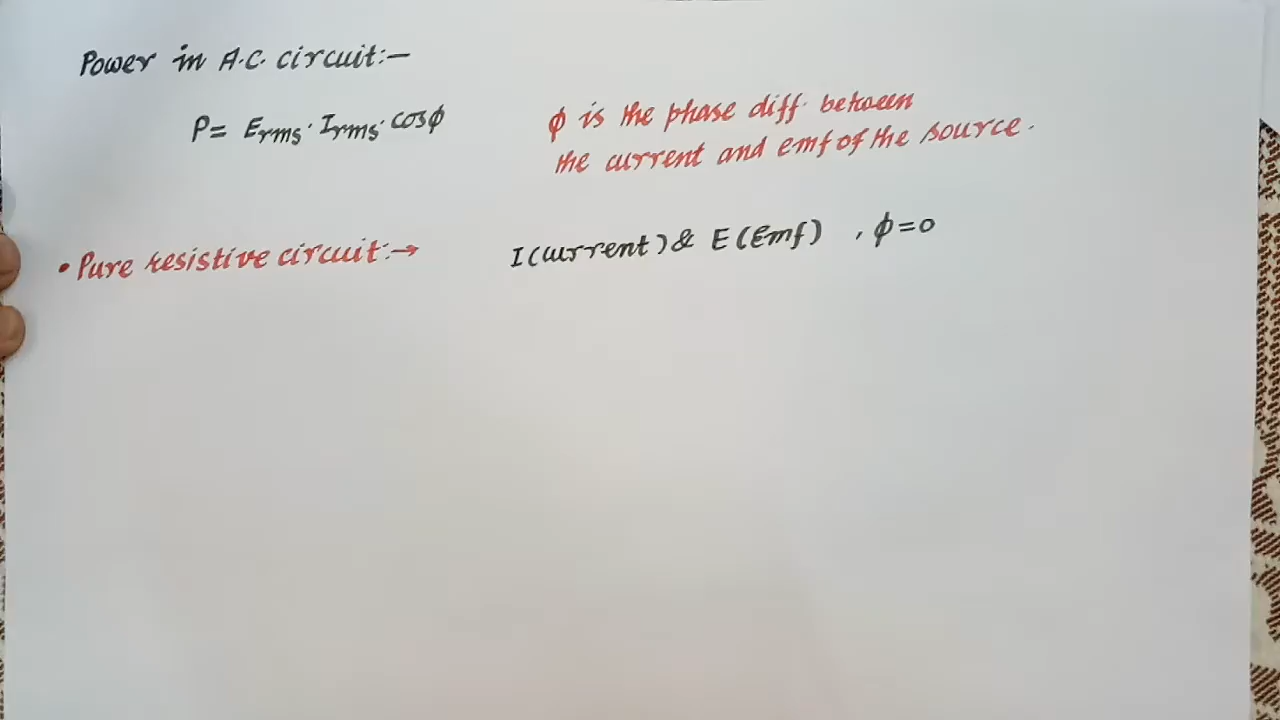 Power in A.C. circuit:—
P= Erms. Irms. cosϕ
ϕ is the phase diff. between
the current and emf of the source.
• Pure resistive circuit:→ I(current) & E(Emf) , ϕ=0